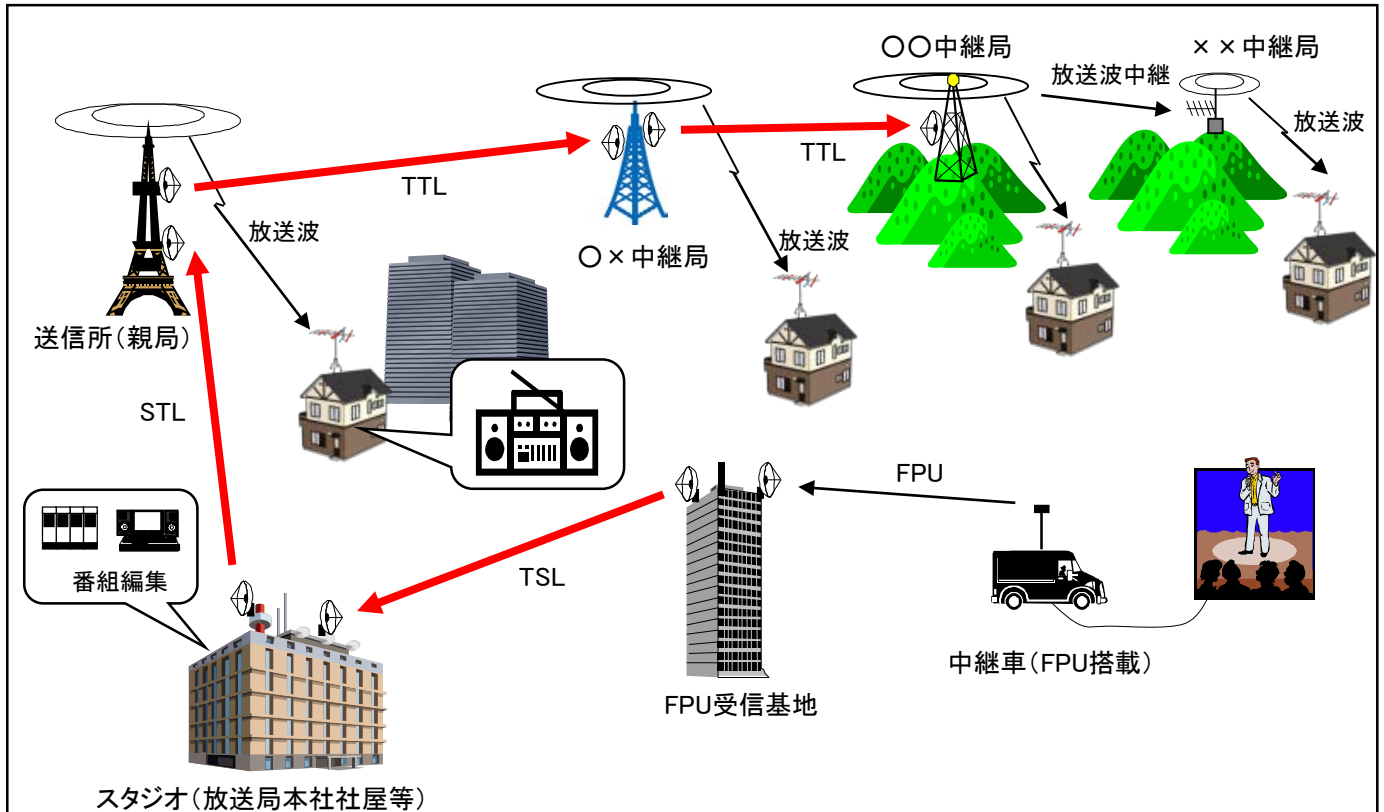 〇〇中継局
××中継局
放送波中継
放送波
TTL
TTL
放送波
〇×中継局
放送波
送信所(親局)
STL
FPU
番組編集
TSL
中継車(FPU搭載)
FPU受信基地
スタジオ(放送局本社社屋等)